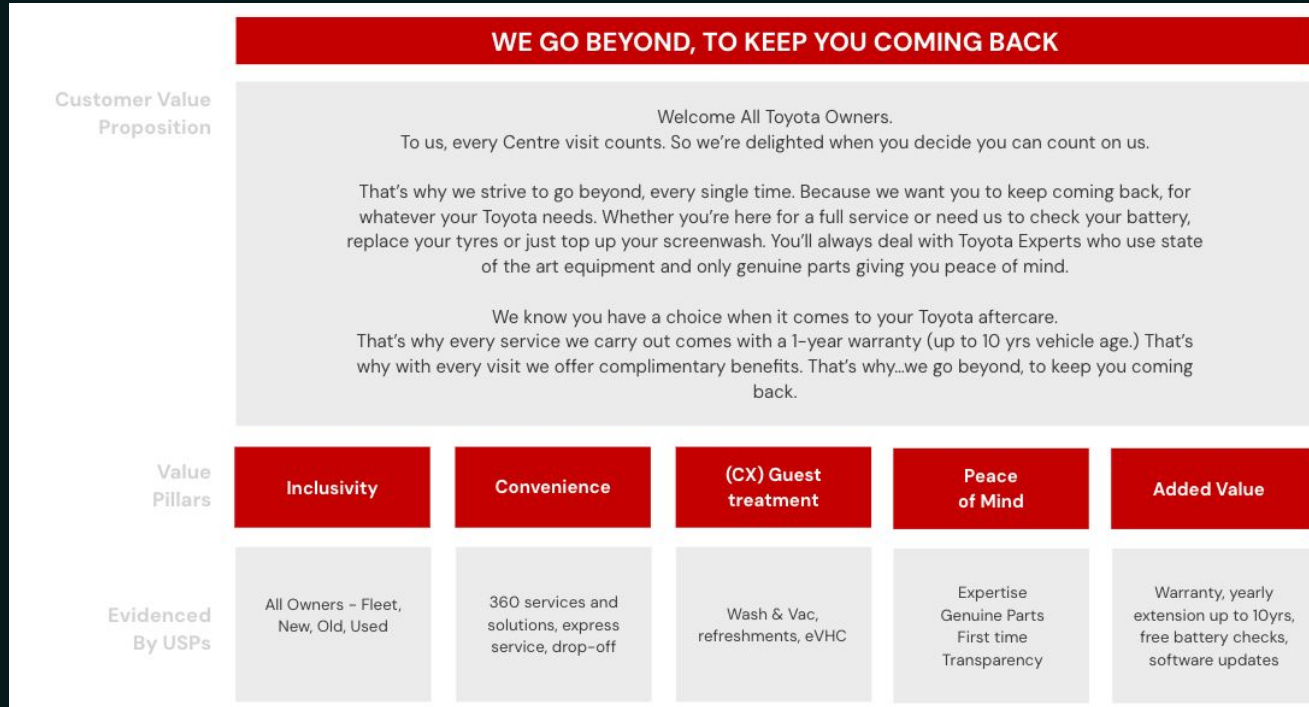 WE GO BEYOND, TO KEEP YOU COMING BACK
Customer Value
Proposition
Welcome All Toyota Owners.
To us, every Centre visit counts. So we're delighted when you decide you can count on us.
That's why we strive to go beyond, every single time. Because we want you to keep coming back, for
whatever your Toyota needs. Whether you're here for a full service or need us to check your battery,
replace your tyres or just top up your screenwash. You'll always deal with Toyota Experts who use state
of the art equipment and only genuine parts giving you peace of mind.
We know you have a choice when it comes to your Toyota aftercare.
That's why every service we carry out comes with a 1-year warranty (up to 10 yrs vehicle age.) That's
why with every visit we offer complimentary benefits. That's why...we go beyond, to keep you coming
back.
Value
Pillars
Inclusivity
Convenience
(CX) Guest
treatment
Peace
of Mind
Added Value
Evidenced
By USPs
All Owners - Fleet,
New, Old, Used
360 services and
solutions, express
service, drop-off
Wash & Vac,
refreshments, eVHC
Expertise
Genuine Parts
First time
Transparency
Warranty, yearly
extension up to 10yrs,
free battery checks,
software updates